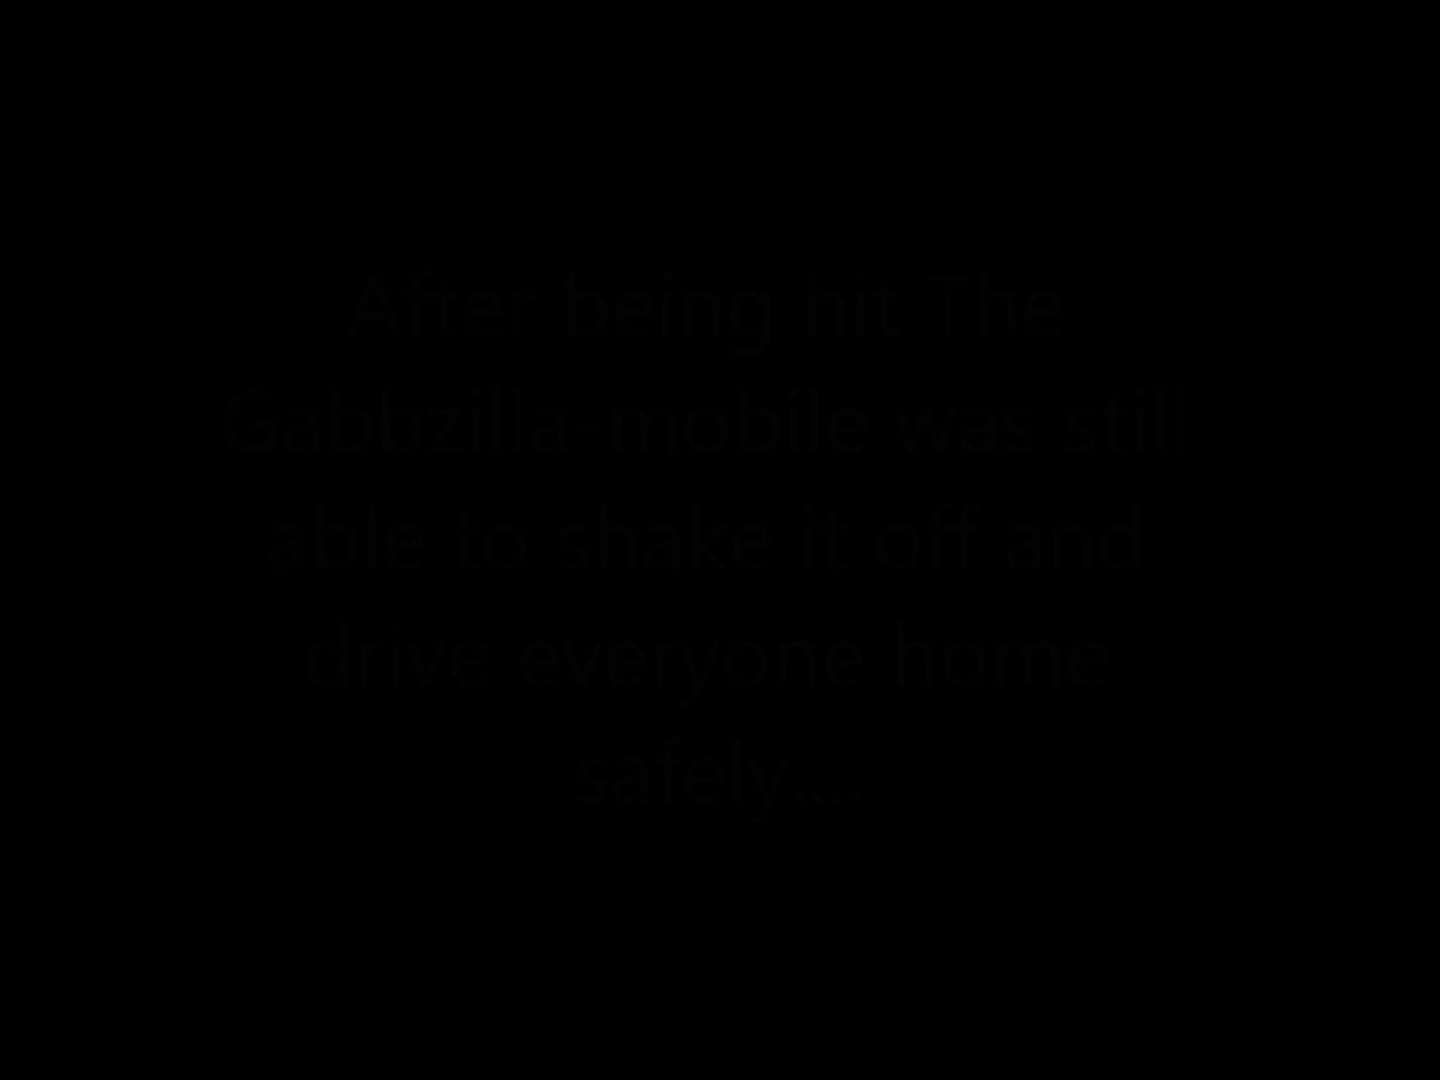 After being hit The
Gabbzilla-mobile was still
able to shake it off and
drive everyone home
safely....